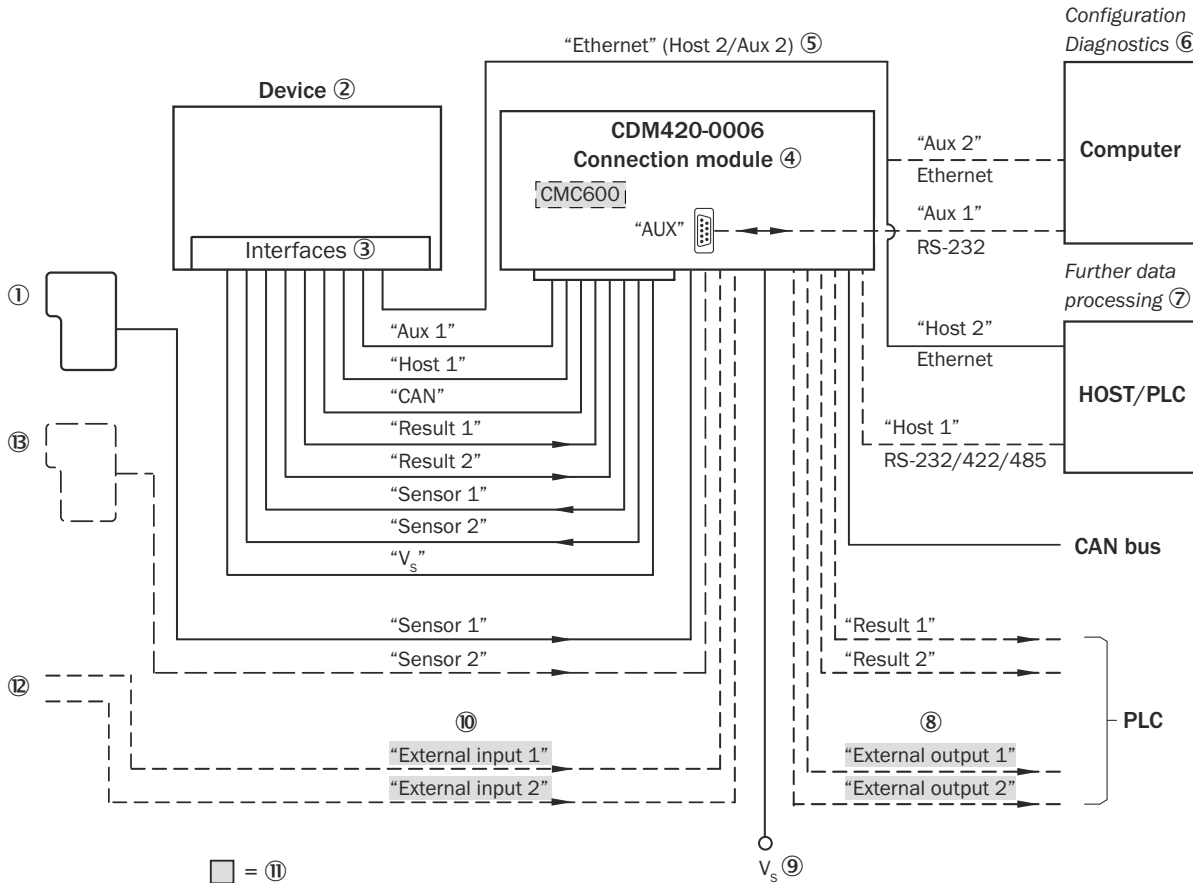 Configuration
Diagnostics ⑥
“Ethernet” (Host 2/Aux 2) ⑤
Device ②
CDM420-0006
Connection module ④
“Aux 2”
Ethernet
Computer
CMC600
“AUX”
“Aux 1”
RS-232
Interfaces ③
Further data
processing ⑦
①
“Aux 1”
“Host 2”
Ethernet
“Host 1”
“CAN”
HOST/PLC
“Result 1”
“Host 1”
RS-232/422/485
⑬
“Result 2”
“Sensor 1”
“Sensor 2”
CAN bus
“Vs”
“Sensor 1”
“Result 1”
“Sensor 2”
“Result 2”
⑫
⑩
⑧
PLC
“External input 1”
“External output 1”
“External input 2”
“External output 2”
= ⑪
Vs ⑨